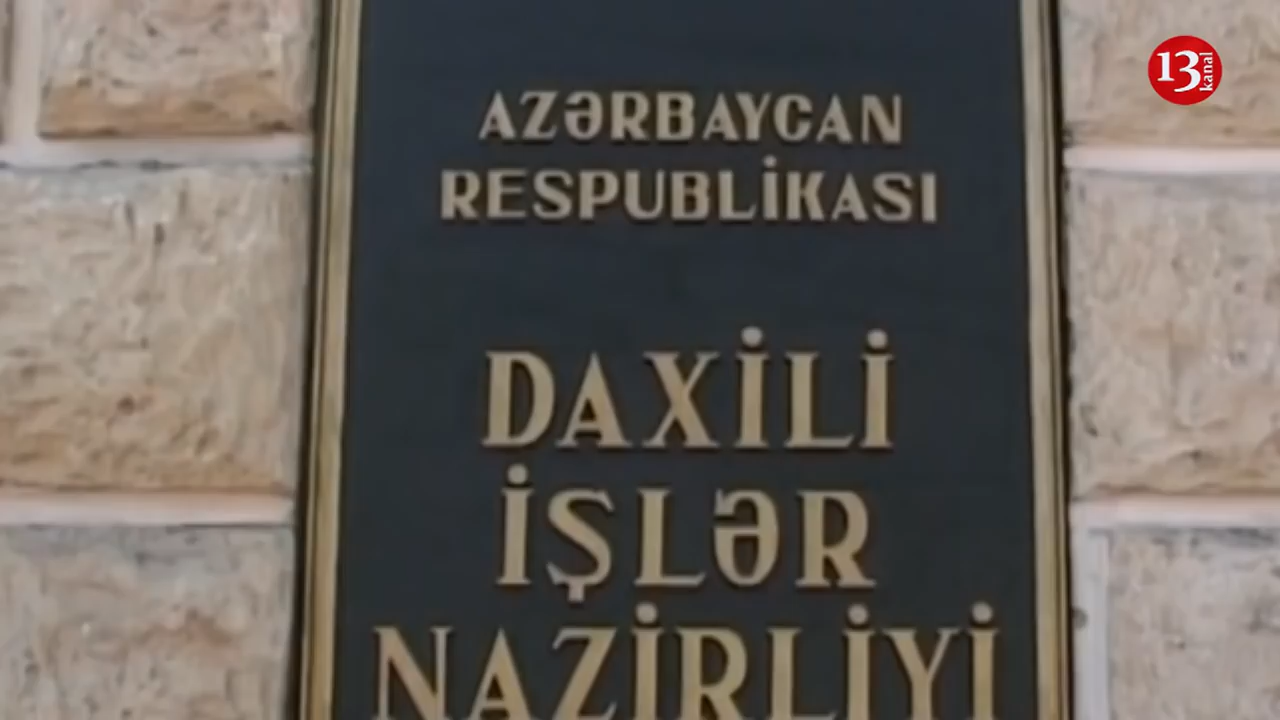 AZƏRBAYCAN
RESPUBLİKASI
DAXİLİ
İŞLƏR
NAZİRLİYİ
13 kanal